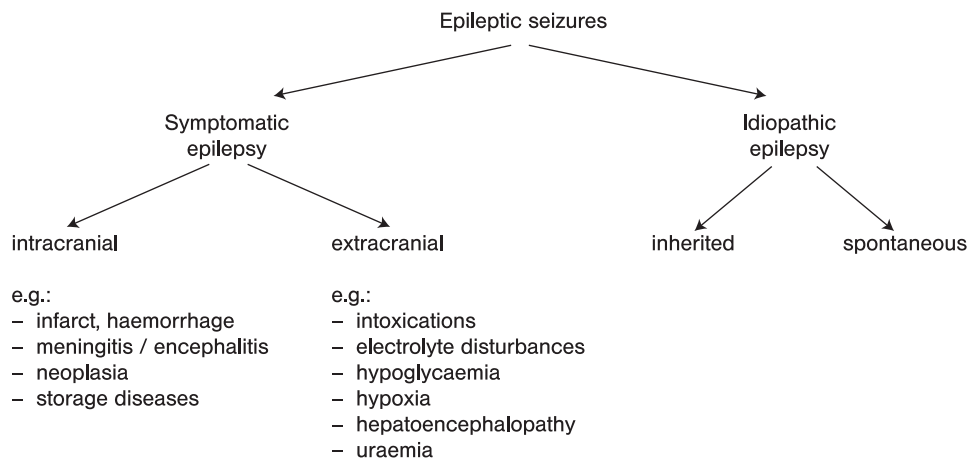 Epileptic seizures
Symptomatic
epilepsy
Idiopathic
epilepsy
intracranial
extracranial
inherited
spontaneous
e.g.:
– infarct, haemorrhage
– meningitis / encephalitis
– neoplasia
– storage diseases
e.g.:
– intoxications
– electrolyte disturbances
– hypoglycaemia
– hypoxia
– hepatoencephalopathy
– uraemia